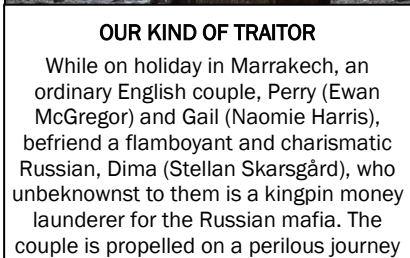 OUR KIND OF TRAITOR
While on holiday in Marrakech, an
ordinary English couple, Perry (Ewan
McGregor) and Gail (Naomie Harris),
befriend a flamboyant and charismatic
Russian, Dima (Stellan Skarsgård), who
unbeknownst to them is a kingpin money
launderer for the Russian mafia. The
couple is propelled on a perilous journey